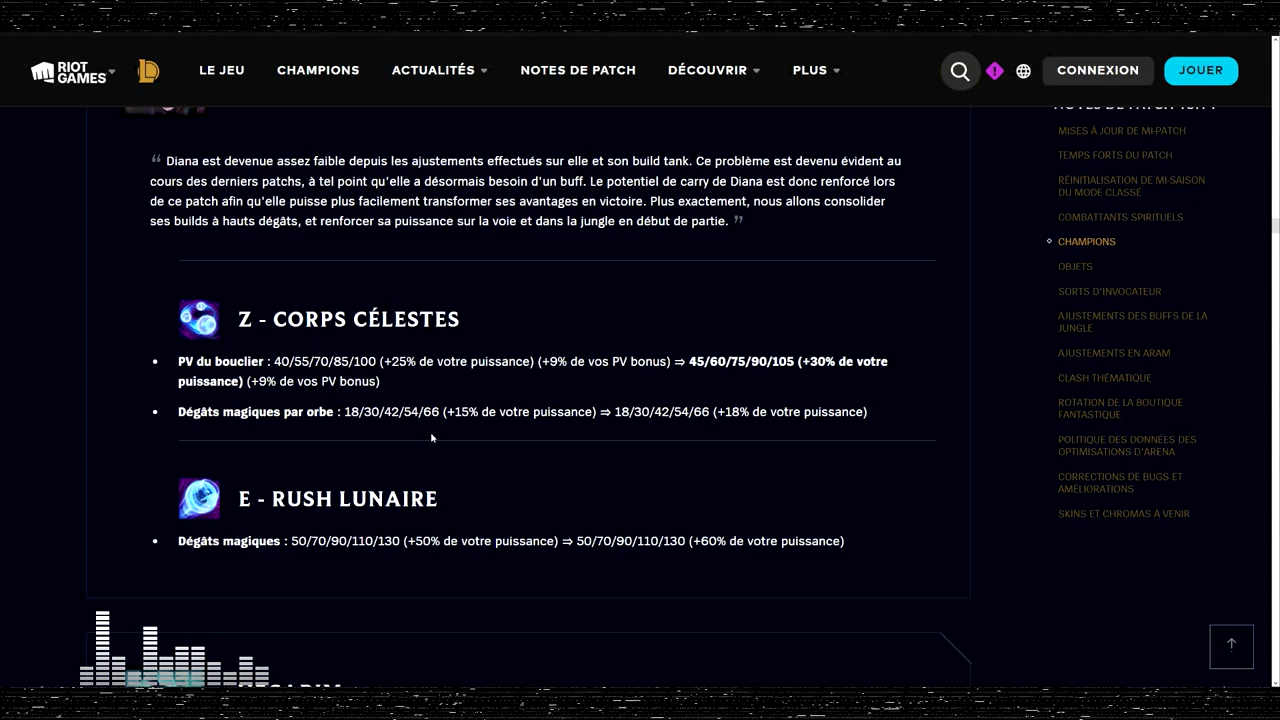 RIOT GAMES
LE JEU
CHAMPIONS
ACTUALITÉS
NOTES DE PATCH
DÉCOUVRIR
PLUS
CONNEXION
JOUER
“ Diana est devenue assez faible depuis les ajustements effectués sur elle et son build tank. Ce problème est devenu évident au
cours des derniers patchs, à tel point qu'elle a désormais besoin d'un buff. Le potentiel de carry de Diana est donc renforcé lors
de ce patch afin qu'elle puisse plus facilement transformer ses avantages en victoire. Plus exactement, nous allons consolider
ses builds à hauts dégâts, et renforcer sa puissance sur la voie et dans la jungle en début de partie. ”
Z - CORPS CÉLESTES
• PV du bouclier : 40/55/70/85/100 (+25% de votre puissance) (+9% de vos PV bonus) ⇒ 45/60/75/90/105 (+30% de votre
puissance) (+9% de vos PV bonus)
• Dégâts magiques par orbe : 18/30/42/54/66 (+15% de votre puissance) ⇒ 18/30/42/54/66 (+18% de votre puissance)
E - RUSH LUNAIRE
• Dégâts magiques : 50/70/90/110/130 (+50% de votre puissance) ⇒ 50/70/90/110/130 (+60% de votre puissance)
MISES À JOUR DE MI-PATCH
TEMPS FORTS DU PATCH
RÉINITIALISATION DE MI-SAISON
DU MODE CLASSÉ
COMBATTANTS SPIRITUELS
CHAMPIONS
OBJETS
SORTS D'INVOCATEUR
AJUSTEMENTS DES BUFFS DE LA
JUNGLE
AJUSTEMENTS EN ARAM
CLASH THÉMATIQUE
ROTATION DE LA BOUTIQUE
FANTASTIQUE
POLITIQUE DES DONNÉES DES
OPTIMISATIONS D'ARENA
CORRECTIONS DE BUGS ET
AMÉLIORATIONS
SKINS ET CHROMAS À VENIR